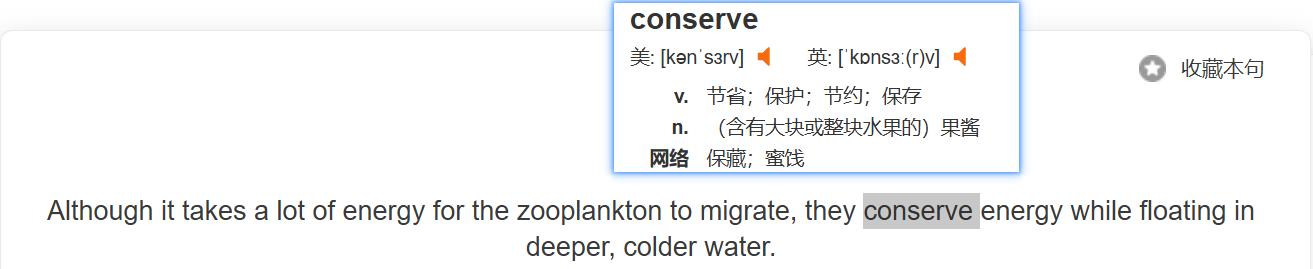 conserve
美: [kənˈsɜrv] 英: [ˈkɒnsɜː(r)v]
v. 节省；保护；节约；保存
n. （含有大块或整块水果的）果酱
网络 保藏；蜜饯
收藏本句
Although it takes a lot of energy for the zooplankton to migrate, they conserve energy while floating in
deeper, colder water.